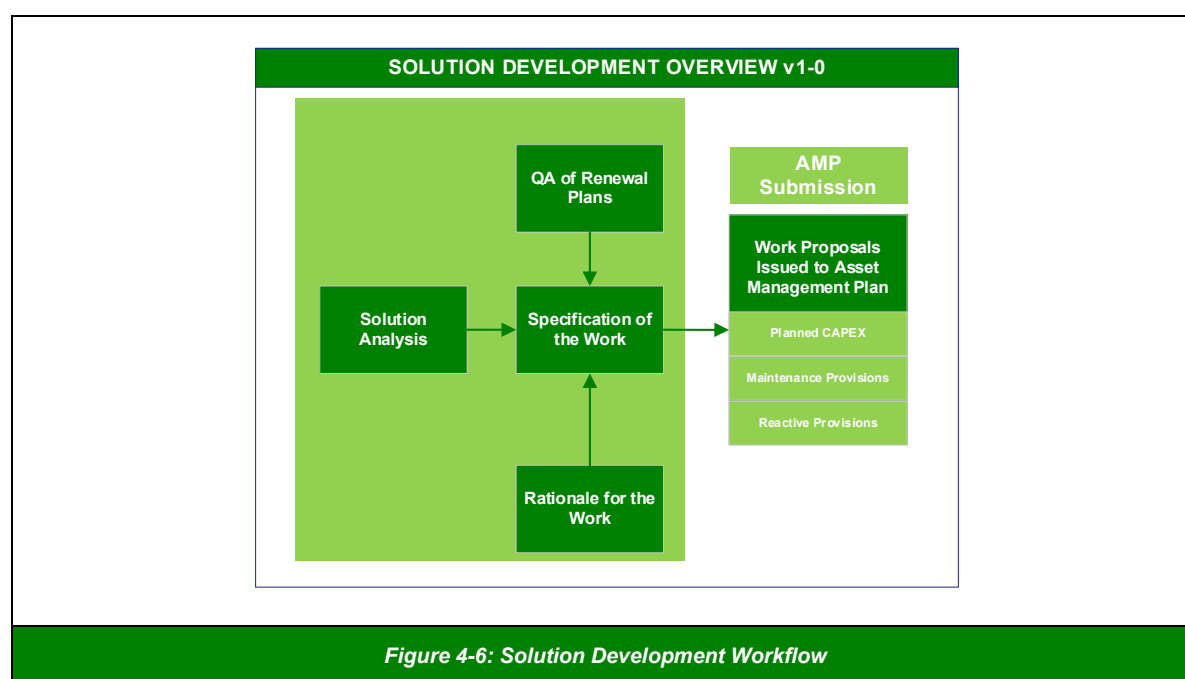 SOLUTION DEVELOPMENT OVERVIEW v1-0
QA of Renewal
Plans
AMP
Submission
Work Proposals
Issued to Asset
Management Plan
Solution
Analysis
Specification of
the Work
Planned CAPEX
Maintenance Provisions
Reactive Provisions
Rationale for the
Work
Figure 4-6: Solution Development Workflow